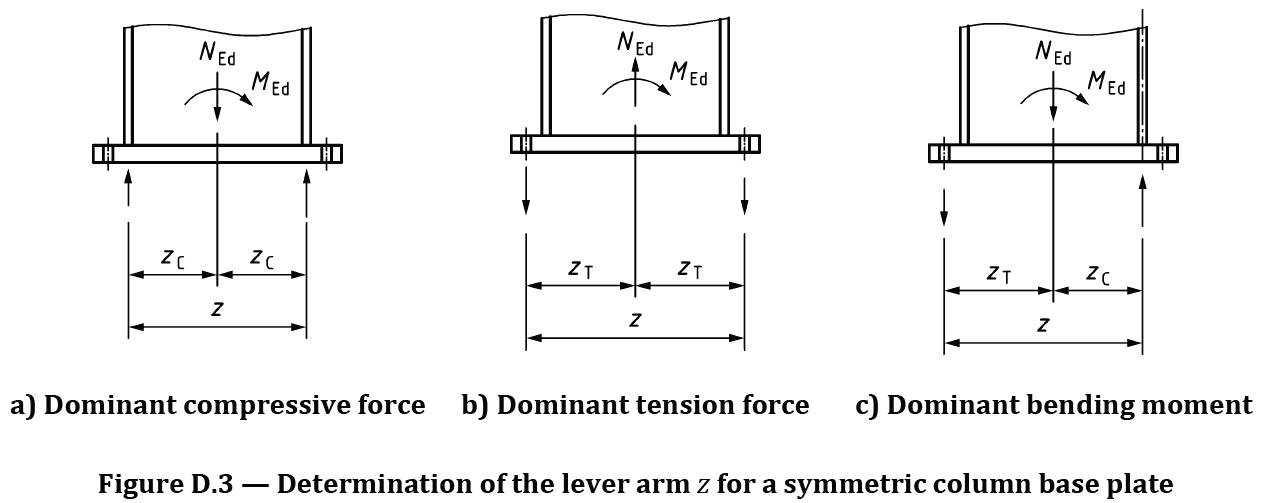 N_Ed
M_Ed
z_C z_C
z
N_Ed
M_Ed
z_T z_T
z
N_Ed
M_Ed
z_T z_C
z
a) Dominant compressive force
b) Dominant tension force
c) Dominant bending moment
Figure D.3 — Determination of the lever arm z for a symmetric column base plate